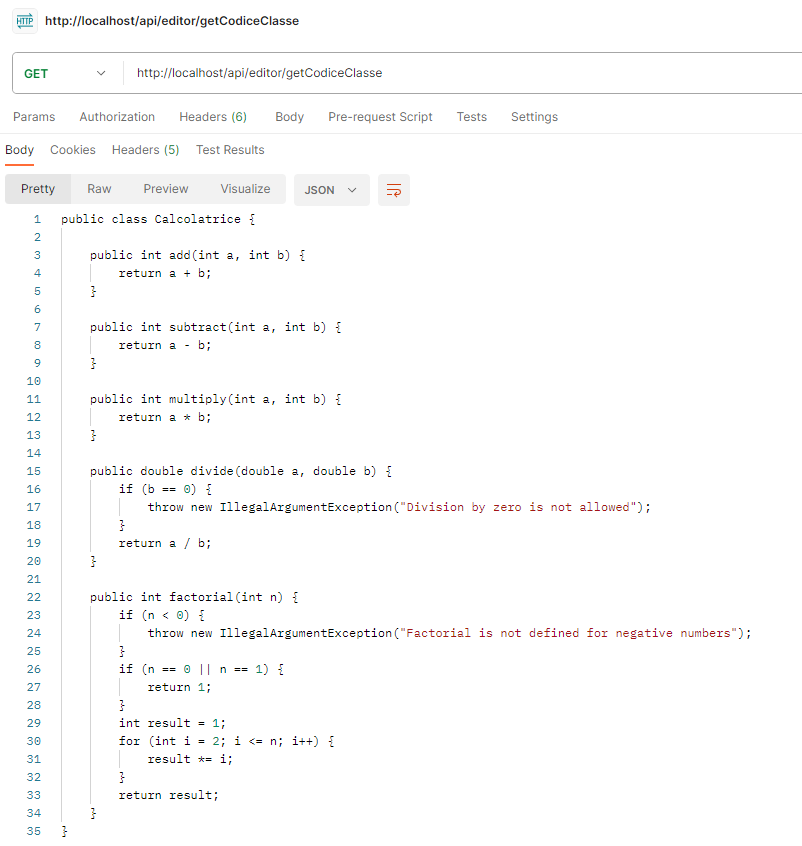 HTTP http://localhost/api/editor/getCodiceClasse
GET http://localhost/api/editor/getCodiceClasse
Params Authorization Headers (6) Body Pre-request Script Tests Settings
Body Cookies Headers (5) Test Results
Pretty Raw Preview Visualize JSON
1 public class Calcolatrice {
2
3     public int add(int a, int b) {
4         return a + b;
5     }
6
7     public int subtract(int a, int b) {
8         return a - b;
9     }
10
11     public int multiply(int a, int b) {
12         return a * b;
13     }
14
15     public double divide(double a, double b) {
16         if (b == 0) {
17             throw new IllegalArgumentException("Division by zero is not allowed");
18         }
19         return a / b;
20     }
21
22     public int factorial(int n) {
23         if (n < 0) {
24             throw new IllegalArgumentException("Factorial is not defined for negative numbers");
25         }
26         if (n == 0 || n == 1) {
27             return 1;
28         }
29         int result = 1;
30         for (int i = 2; i <= n; i++) {
31             result *= i;
32         }
33         return result;
34     }
35 }